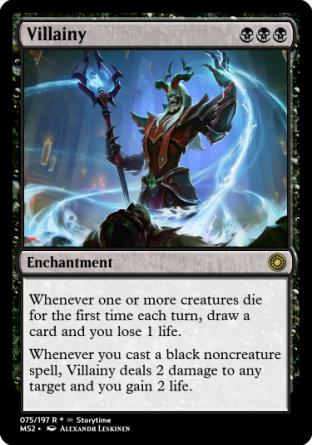 Villainy
Enchantment
Whenever one or more creatures die
for the first time each turn, draw a
card and you lose 1 life.
Whenever you cast a black noncreature
spell, Villainy deals 2 damage to any
target and you gain 2 life.
075/197 R * ∞ Storytime
MS2 • Alexandr Leskinen